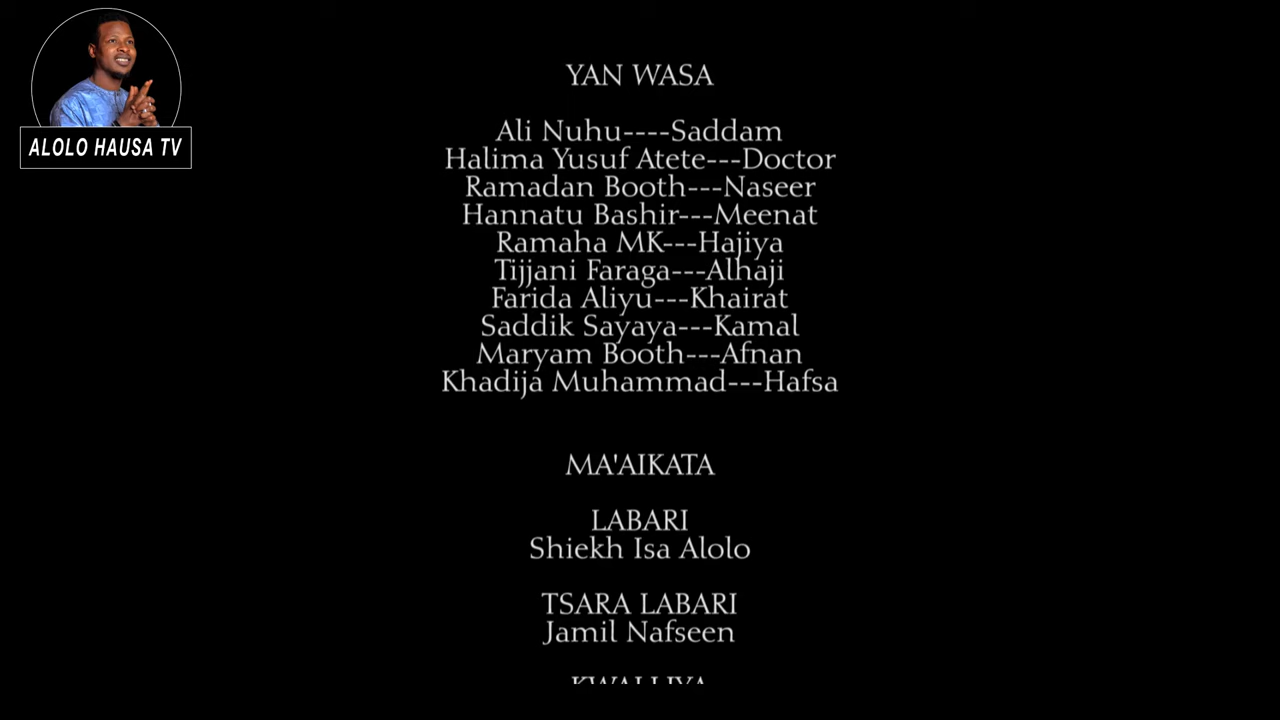 ALOLO HAUSA TV
YAN WASA
Ali Nuhu----Saddam
Halima Yusuf Atete---Doctor
Ramadan Booth---Naseer
Hannatu Bashir---Meenat
Ramaha MK---Hajiya
Tijjani Faraga---Alhaji
Farida Aliyu---Khairat
Saddik Sayaya---Kamal
Maryam Booth---Afnan
Khadija Muhammad---Hafsa
MA'AIKATA
LABARI
Shiekh Isa Alolo
TSARA LABARI
Jamil Nafseen
KWALLIYA